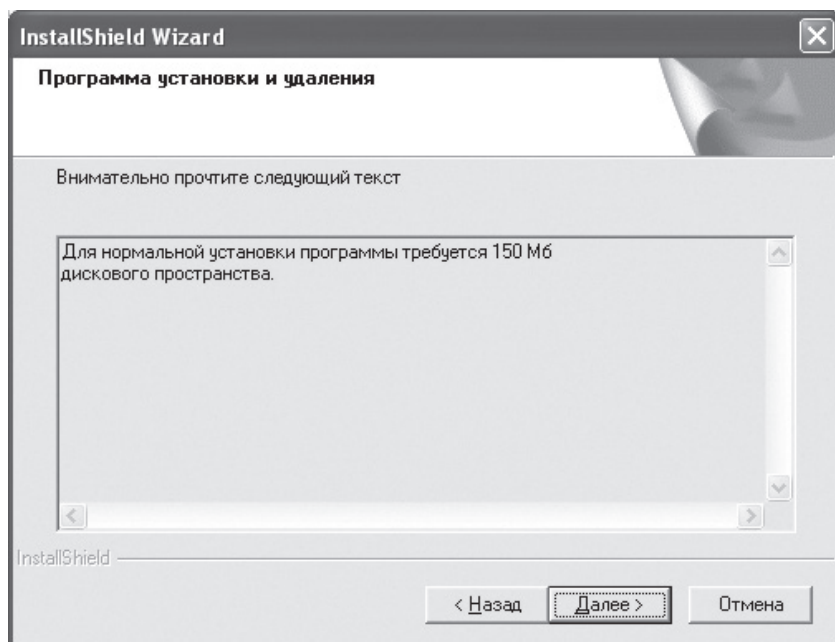 InstallShield Wizard
Программа установки и удаления
Внимательно прочтите следующий текст
Для нормальной установки программы требуется 150 Мб
дискового пространства.
InstallShield
< Назад Далее > Отмена